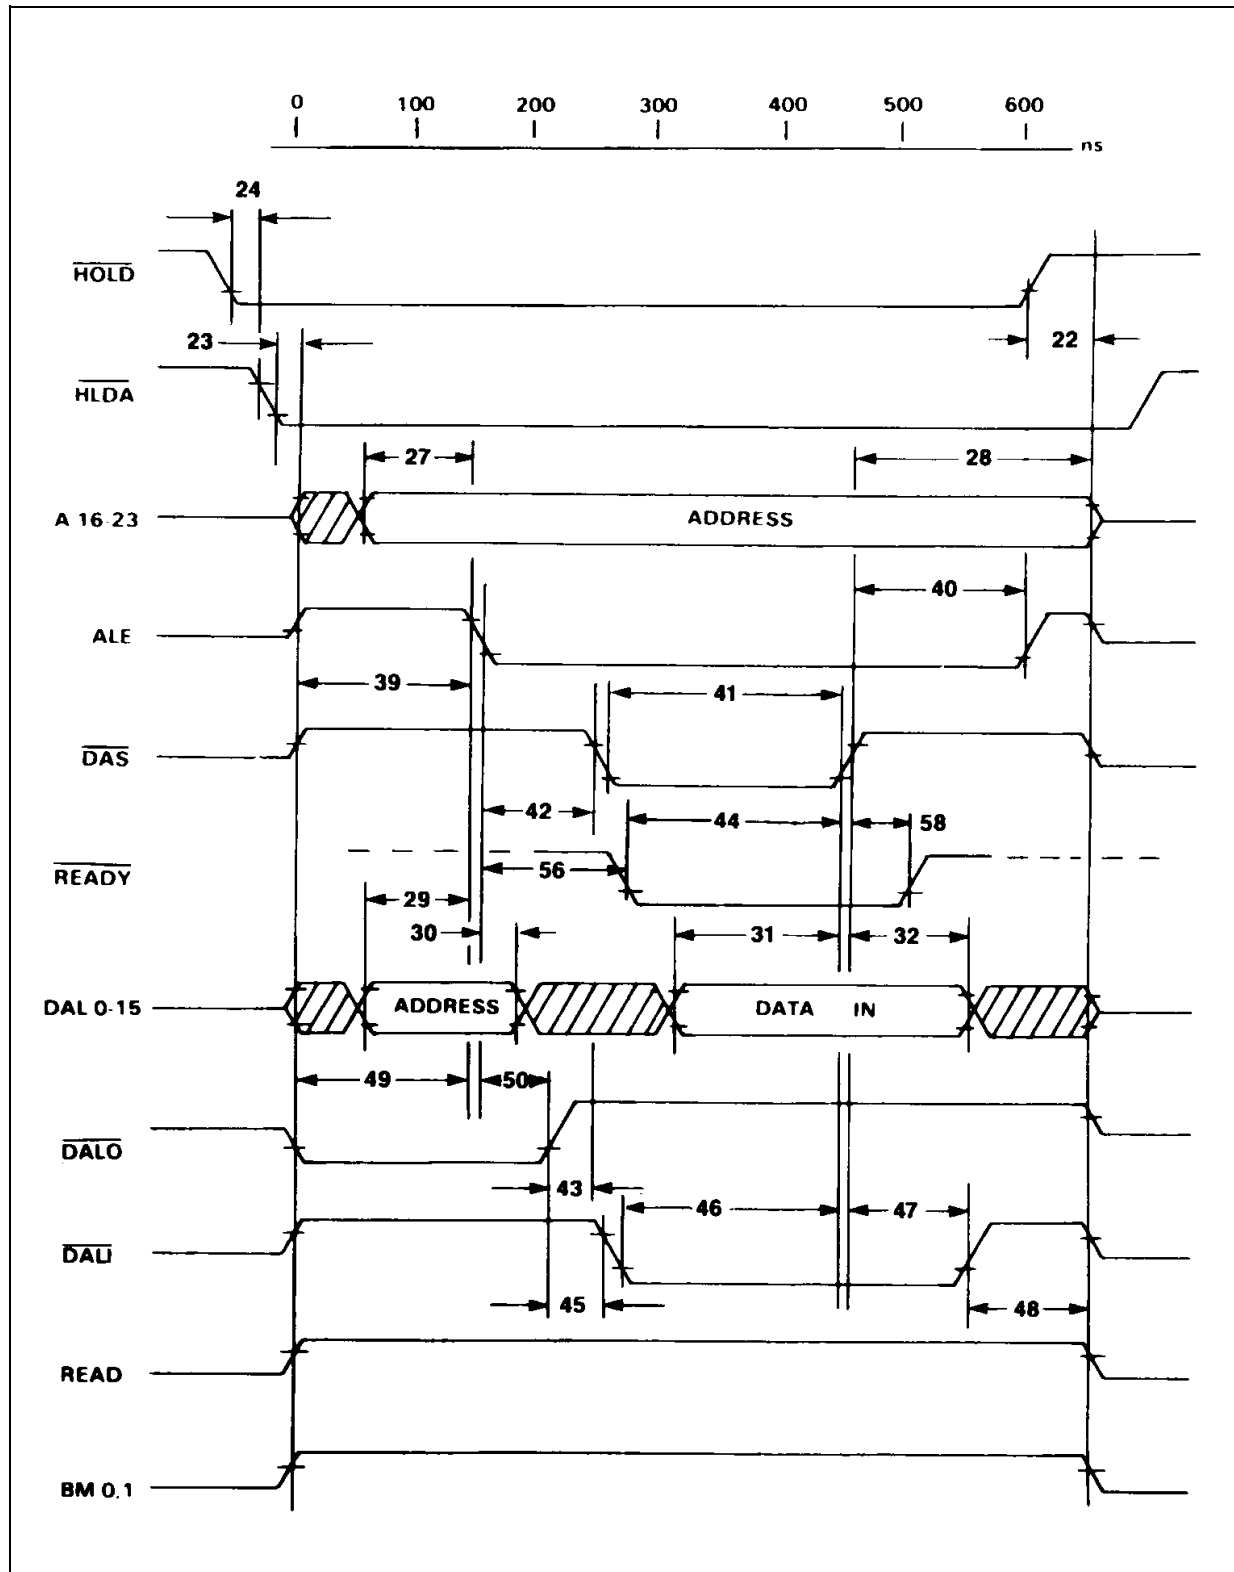 0 100 200 300 400 500 600
ns
24
HOLD
23 22
HLDA
27 28
A 16-23 ADDRESS
40
ALE
39 41
DAS
42 44 58
READY 56
29
30 31 32
DAL 0-15 ADDRESS DATA IN
49 50
DALO
43 46 47
DALI
45 48
READ
BM 0,1